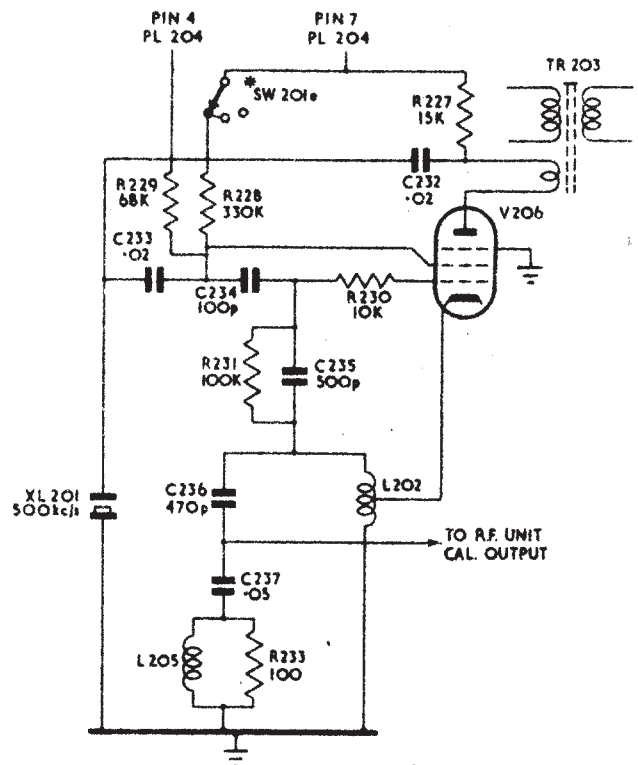 PIN 4
PL 204
PIN 7
PL 204
TR 203
* SW 201e
R227
15K
R229
68K
R228
330K
C232
·02
V206
C233
·02
C234
100p
R230
10K
R231
100K
C235
500p
XL 201
500kc/s
C236
470p
L202
TO R.F. UNIT
CAL. OUTPUT
C237
·05
L205
R233
100